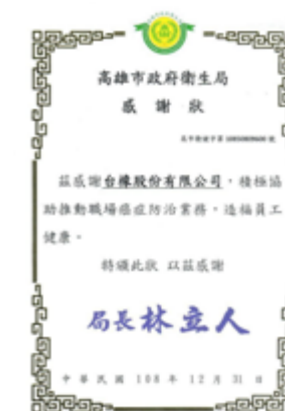 高雄市政府衛生局
感謝狀
茲感謝台橡股份有限公司,積極協
助推動職場癌症防治業務,造福員工
健康。
特頒此狀 以茲感謝
局長林立人
中華民國 108 年 12 月 31 日